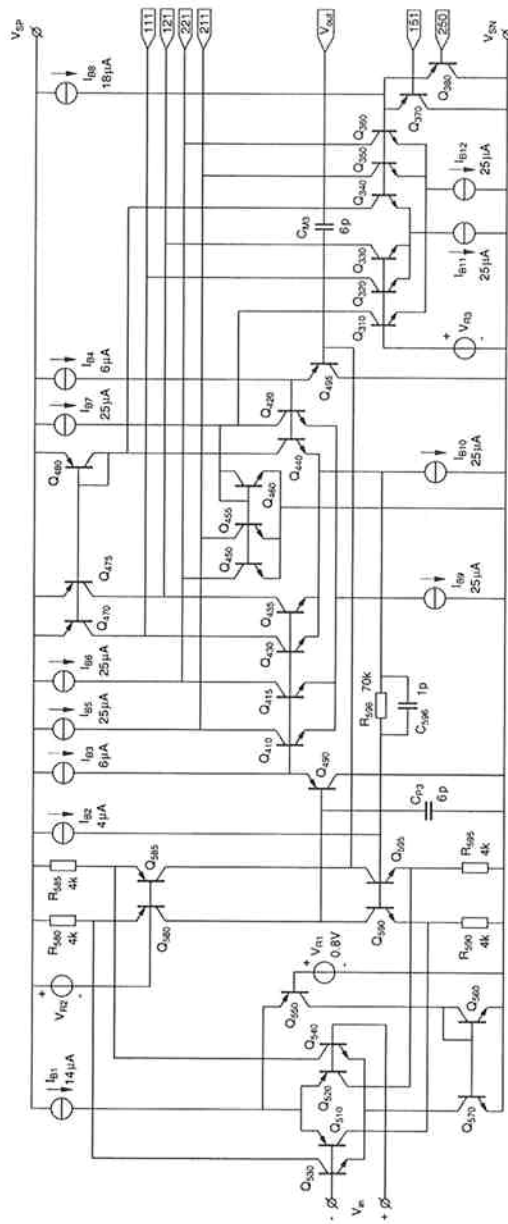 V_SP
111
121
221
211
V_out
151
250
V_SN
I_B8
18µA
I_B4
6µA
I_B7
25µA
I_B6
25µA
I_B5
25µA
I_B3
6µA
I_B2
4µA
I_B1
14µA
R_585
4k
R_580
4k
V_R2
+
-
Q_480
Q_475
Q_470
Q_585
Q_580
Q_460
Q_455
Q_450
Q_420
Q_440
Q_435
Q_430
Q_415
Q_410
Q_490
Q_495
C_M3
6p
Q_360
Q_350
Q_340
Q_330
Q_320
Q_310
Q_370
Q_380
I_B12
25µA
I_B11
25µA
V_R3
+
-
I_B10
25µA
I_B9
25µA
R_596
70k
C_596
1p
C_P3
6p
Q_595
Q_590
R_595
4k
R_590
4k
V_R1
0.8V
+
-
Q_550
Q_560
Q_570
Q_540
Q_520
Q_510
Q_530
- V_in +